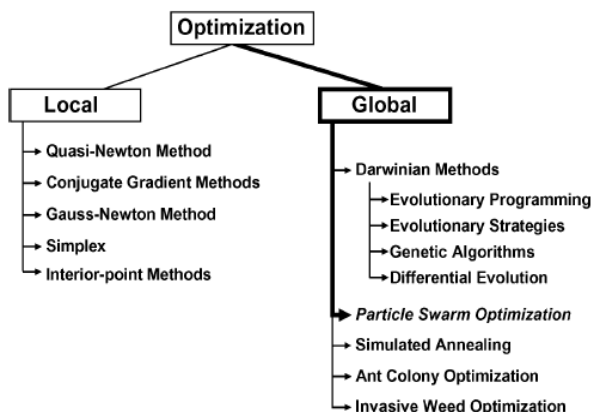 Optimization
Local
Quasi-Newton Method
Conjugate Gradient Methods
Gauss-Newton Method
Simplex
Interior-point Methods
Global
Darwinian Methods
Evolutionary Programming
Evolutionary Strategies
Genetic Algorithms
Differential Evolution
Particle Swarm Optimization
Simulated Annealing
Ant Colony Optimization
Invasive Weed Optimization